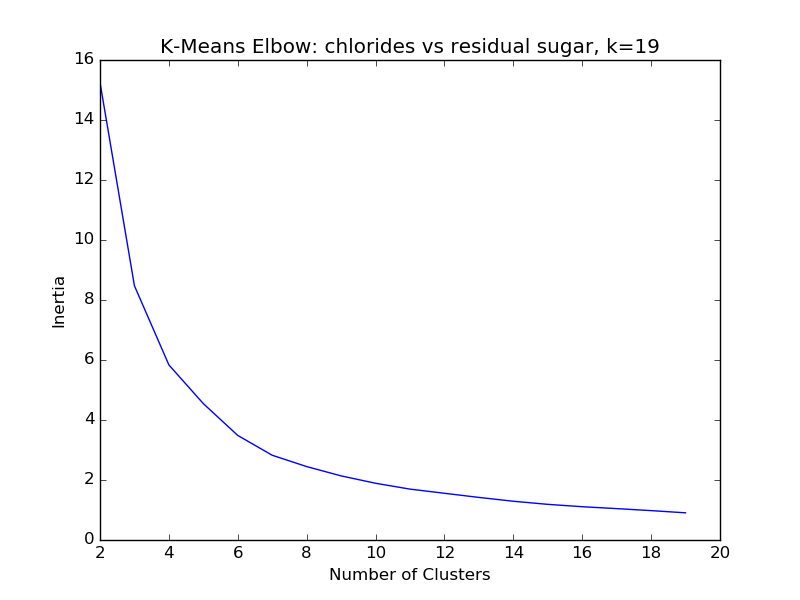 K-Means Elbow: chlorides vs residual sugar, k=19
16
14
12
10
8
6
4
2
0
Inertia
2 4 6 8 10 12 14 16 18 20
Number of Clusters